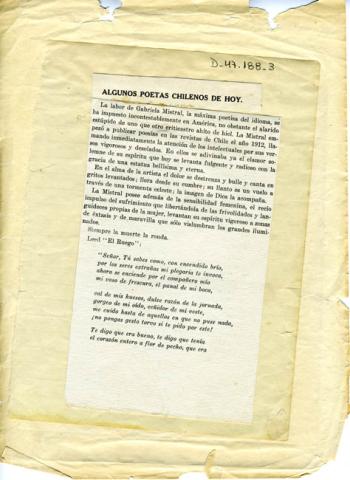 D-47.188-3
ALGUNOS POETAS CHILENOS DE HOY.
La labor de Gabriela Mistral, la máxima poetisa del idioma, se
ha impuesto incontestablemente en América, no obstante el alarido
estúpido de uno que otro criticastro ahito de hiel. La Mistral em-
pezó a publicar poesías en las revistas de Chile el año 1912, lla-
mando inmediatamente la atención de los intelectuales por sus ver-
sos vigorosos y desolados. En ellos se adivinaba ya el clamor so-
lemne de su espíritu que hoy se levanta fulgente y radioso con la
gracia de una estatua bellísima y eterna.
En el alma de la artista el dolor se destrenza y bulle y canta en
gritos levantados; llora desde su cumbre; su llanto es un vuelo a
través de una tormenta celeste; la imagen de Dios la acompaña.
La Mistral posee además de la sensibilidad femenina, el recio
impulso del sufrimiento que libertándola de las frivolidades y lan-
guideces propias de la mujer, levantan su espíritu vigoroso a zonas
de éxtasis y de maravilla que sólo vislumbran los grandes ilumi-
nados.
Siempre la muerte la ronda.
Leed "El Ruego":
"Señor, Tú sabes como, con encendido brío,
por los seres extraños mi plegaria te invoca,
ahora te enciende por el compañero mío
mi vaso de frescura, el panal de mi boca,
cal de mis huesos, dulce razón de la jornada,
gorgeo de mi oído, ceñidor de mi veste,
me cuido hasta de aquellos en que no puse nada,
¡no pongas gesto torvo si te pido por este!
Te digo que era bueno, te digo que tenía
el corazón entero a flor de pecho, que era